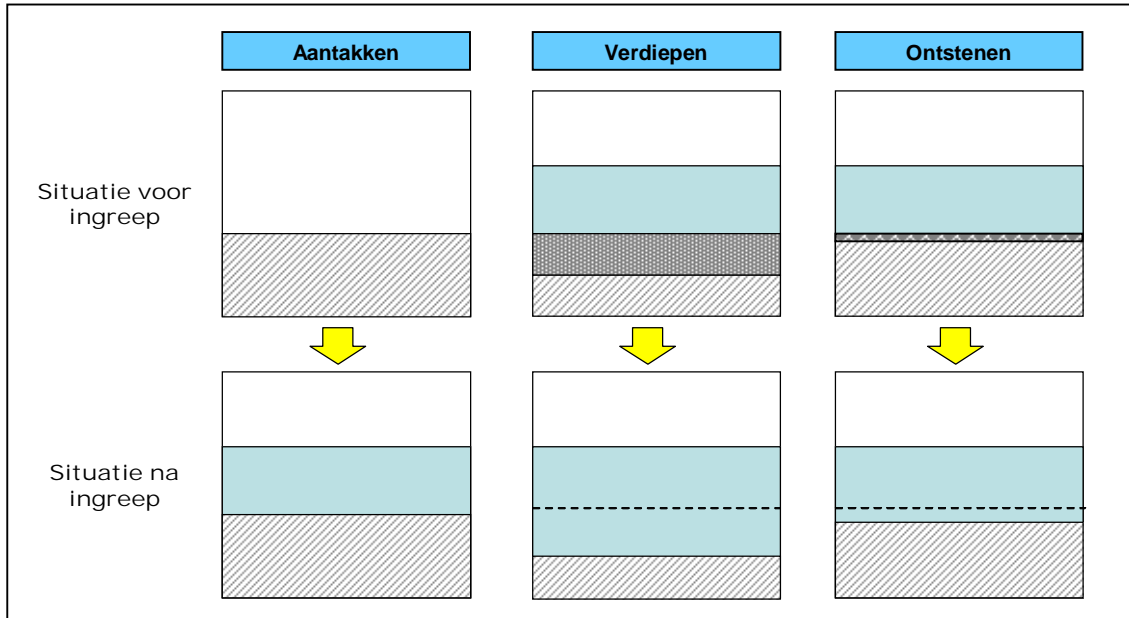 Aantakken
Verdiepen
Ontstenen
Situatie voor
ingreep
Situatie na
ingreep